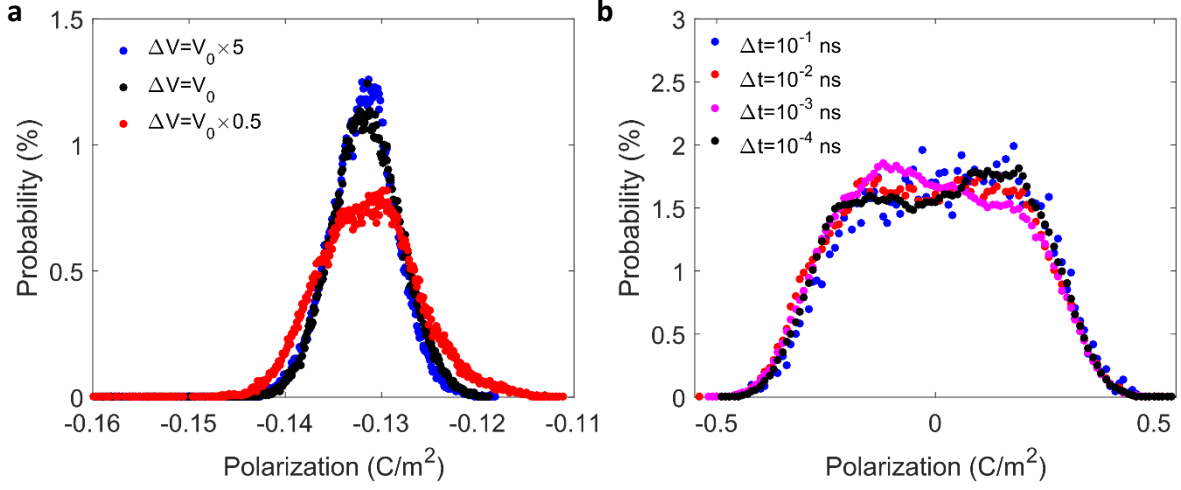 a
1.5
1
0.5
0
Probability (%)
ΔV=V₀×5
ΔV=V₀
ΔV=V₀×0.5
-0.16
-0.15
-0.14
-0.13
-0.12
-0.11
Polarization (C/m²)
b
3
2.5
2
1.5
1
0.5
0
Probability (%)
Δt=10⁻¹ ns
Δt=10⁻² ns
Δt=10⁻³ ns
Δt=10⁻⁴ ns
-0.5
0
0.5
Polarization (C/m²)